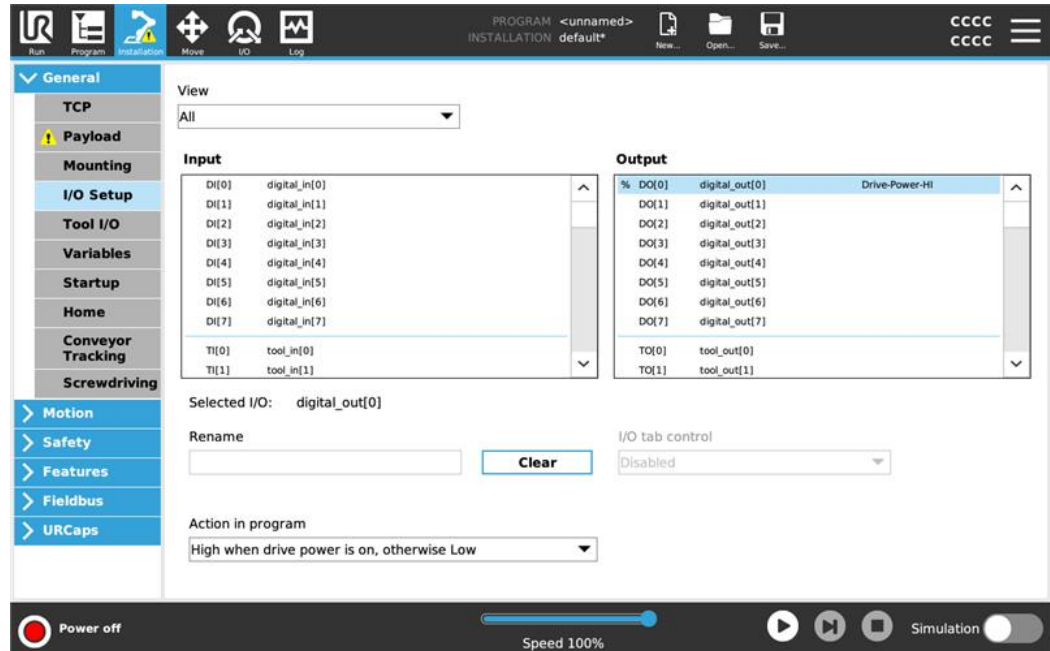 UR
Run
Program
Installation
Move
I/O
Log
PROGRAM <unnamed>
INSTALLATION default*
New...
Open...
Save...
cccc
cccc
General
TCP
Payload
Mounting
I/O Setup
Tool I/O
Variables
Startup
Home
Conveyor
Tracking
Screwdriving
Motion
Safety
Features
Fieldbus
URCaps
View
All
Input
DI[0] digital_in[0]
DI[1] digital_in[1]
DI[2] digital_in[2]
DI[3] digital_in[3]
DI[4] digital_in[4]
DI[5] digital_in[5]
DI[6] digital_in[6]
DI[7] digital_in[7]
TI[0] tool_in[0]
TI[1] tool_in[1]
Output
% DO[0] digital_out[0] Drive-Power-HI
DO[1] digital_out[1]
DO[2] digital_out[2]
DO[3] digital_out[3]
DO[4] digital_out[4]
DO[5] digital_out[5]
DO[6] digital_out[6]
DO[7] digital_out[7]
TO[0] tool_out[0]
TO[1] tool_out[1]
Selected I/O: digital_out[0]
Rename
Clear
I/O tab control
Disabled
Action in program
High when drive power is on, otherwise Low
Power off
Speed 100%
Simulation